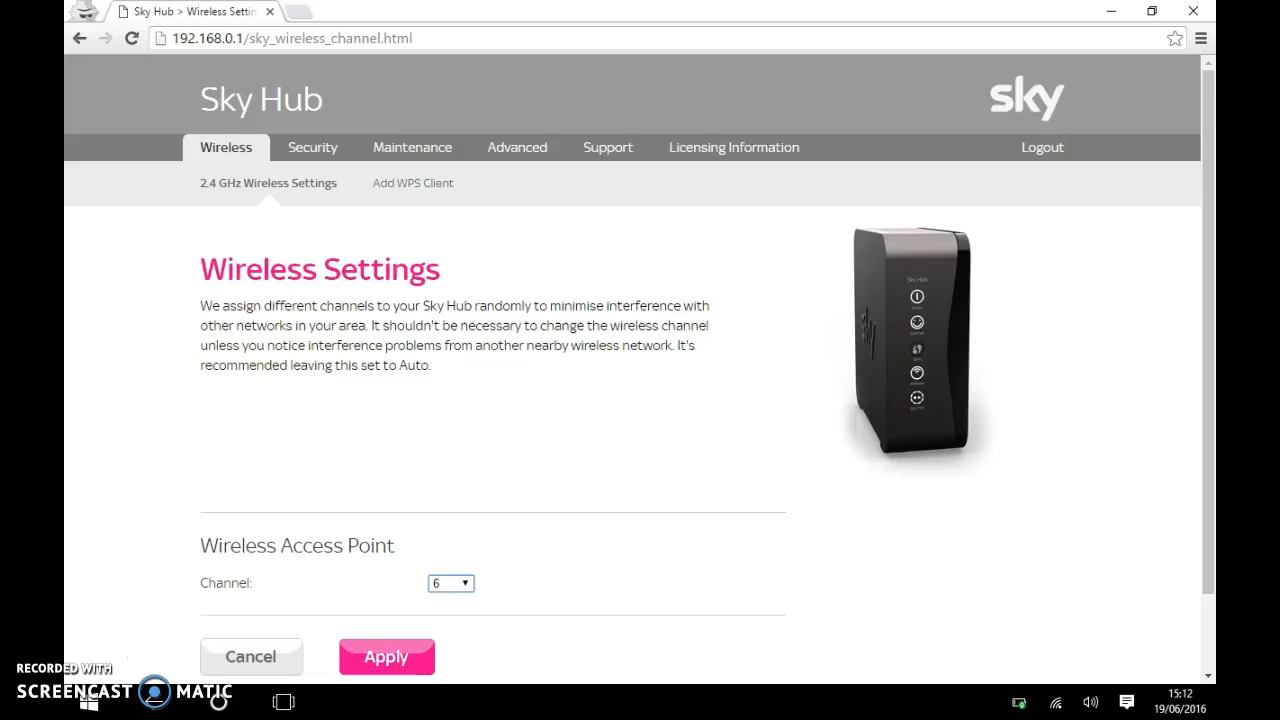 Sky Hub > Wireless Settin
192.168.0.1/sky_wireless_channel.html
Sky Hub
sky
Wireless Security Maintenance Advanced Support Licensing Information Logout
2.4 GHz Wireless Settings Add WPS Client
Wireless Settings
We assign different channels to your Sky Hub randomly to minimise interference with
other networks in your area. It shouldn't be necessary to change the wireless channel
unless you notice interference problems from another nearby wireless network. It's
recommended leaving this set to Auto.
Sky Hub
sky
Wireless Access Point
Channel: 6
Cancel Apply
RECORDED WITH
SCREENCAST MATIC
15:12
19/06/2016